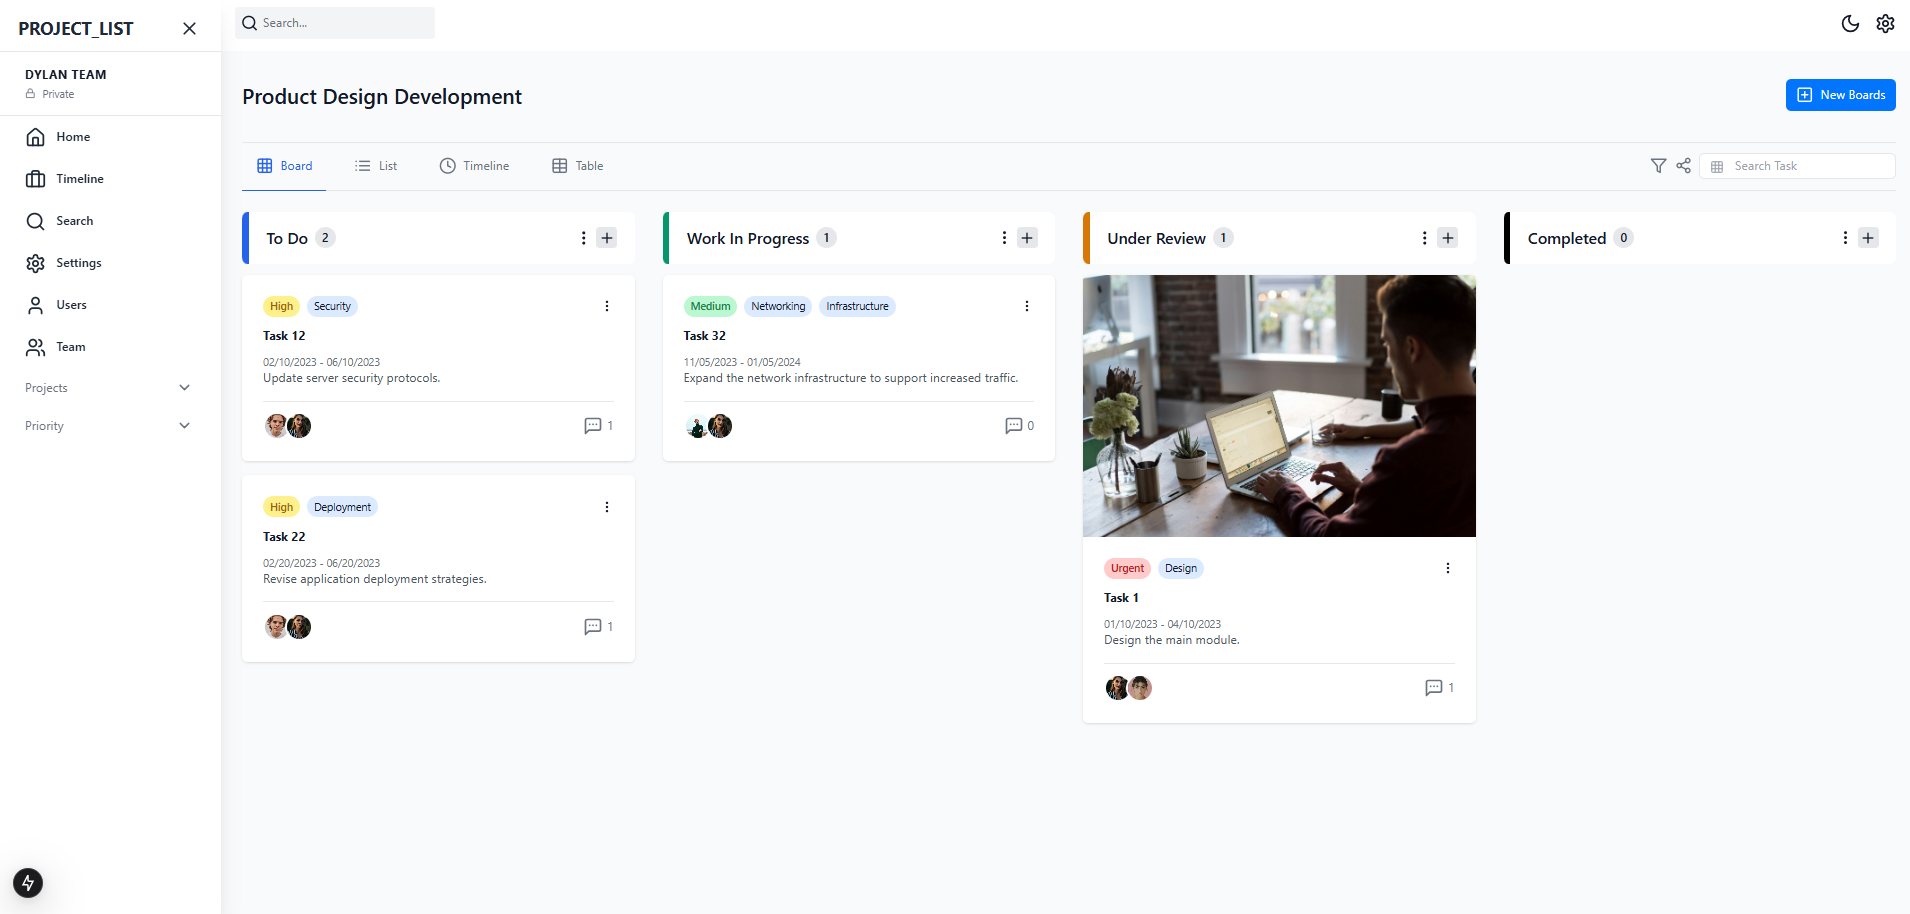 PROJECT_LIST
Search...
DYLAN TEAM
Private
Home
Timeline
Search
Settings
Users
Team
Projects
Priority
Product Design Development
New Boards
Board
List
Timeline
Table
Search Task
To Do 2
High Security
Task 12
02/10/2023 - 06/10/2023
Update server security protocols.
1
High Deployment
Task 22
02/20/2023 - 06/20/2023
Revise application deployment strategies.
1
Work In Progress 1
Medium Networking Infrastructure
Task 32
11/05/2023 - 01/05/2024
Expand the network infrastructure to support increased traffic.
0
Under Review 1
Urgent Design
Task 1
01/10/2023 - 04/10/2023
Design the main module.
1
Completed 0